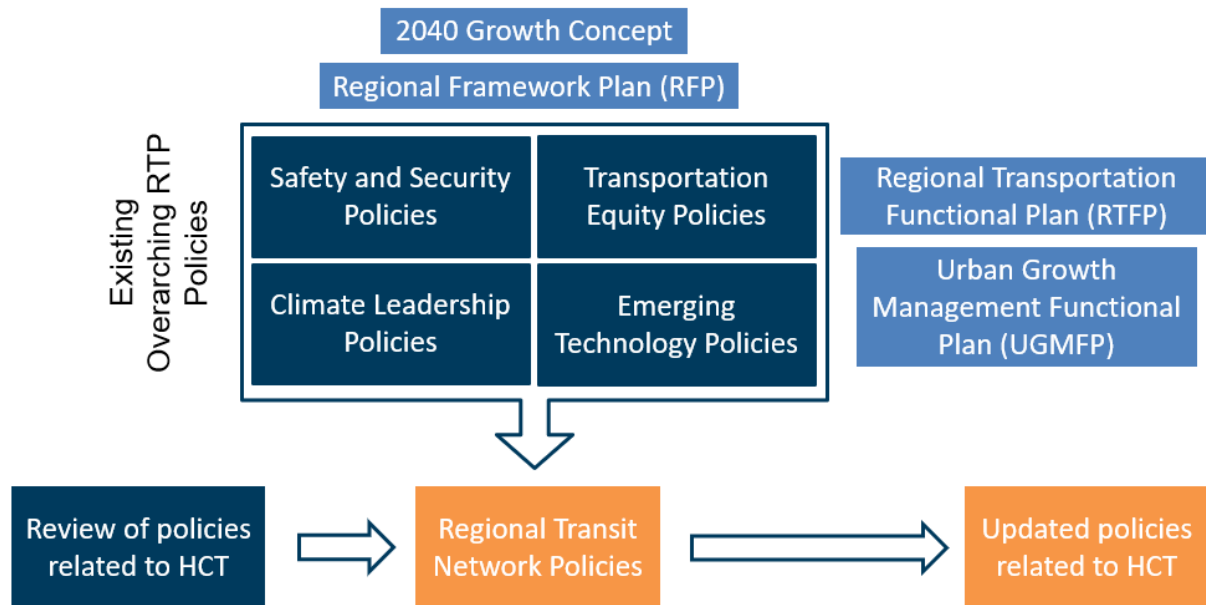 2040 Growth Concept
Regional Framework Plan (RFP)
Existing
Overarching RTP
Policies
Safety and Security
Policies
Transportation
Equity Policies
Climate Leadership
Policies
Emerging
Technology Policies
Regional Transportation
Functional Plan (RTFP)
Urban Growth
Management Functional
Plan (UGMFP)
Review of policies
related to HCT
Regional Transit
Network Policies
Updated policies
related to HCT